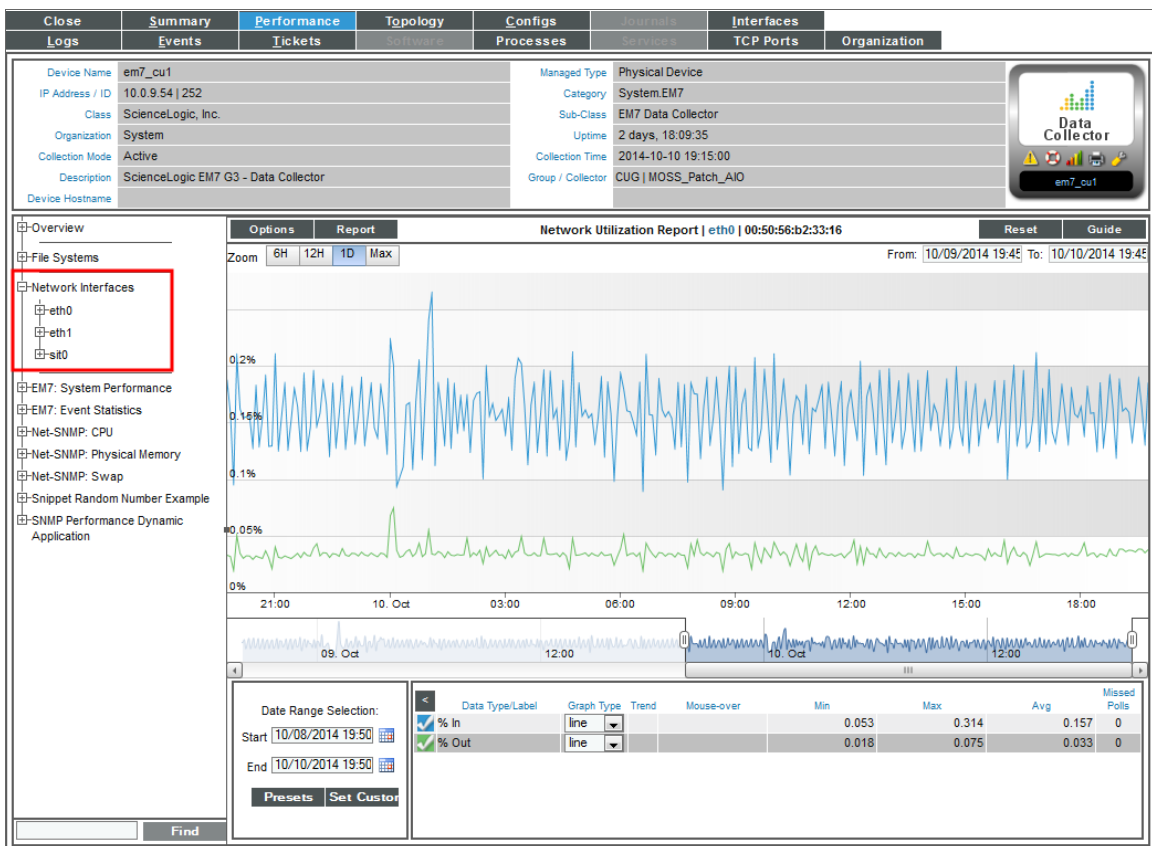 Close Summary Performance Topology Configs Journals Interfaces
Logs Events Tickets Software Processes Services TCP Ports Organization
Device Name em7_cu1 Managed Type Physical Device
IP Address / ID 10.0.9.54 | 252 Category System.EM7
Class ScienceLogic, Inc. Sub-Class EM7 Data Collector
Organization System Uptime 2 days, 18:09:35
Collection Mode Active Collection Time 2014-10-10 19:15:00
Description ScienceLogic EM7 G3 - Data Collector Group / Collector CUG | MOSS_Patch_AIO
Device Hostname
Data
Collector
em7_cu1
Overview
File Systems
Network Interfaces
eth0
eth1
sit0
EM7: System Performance
EM7: Event Statistics
Net-SNMP: CPU
Net-SNMP: Physical Memory
Net-SNMP: Swap
Snippet Random Number Example
SNMP Performance Dynamic
Application
Find
Options Report Network Utilization Report | eth0 | 00:50:56:b2:33:16 Reset Guide
Zoom 6H 12H 1D Max From: 10/09/2014 19:45 To: 10/10/2014 19:45
0.2%
0.15%
0.1%
0.05%
0%
21:00 10. Oct 03:00 06:00 09:00 12:00 15:00 18:00
09. Oct 12:00 10. Oct 12:00
Date Range Selection:
Start 10/08/2014 19:50
End 10/10/2014 19:50
Presets Set Custor
< Data Type/Label Graph Type Trend Mouse-over Min Max Avg Missed Polls
% In line 0.053 0.314 0.157 0
% Out line 0.018 0.075 0.033 0